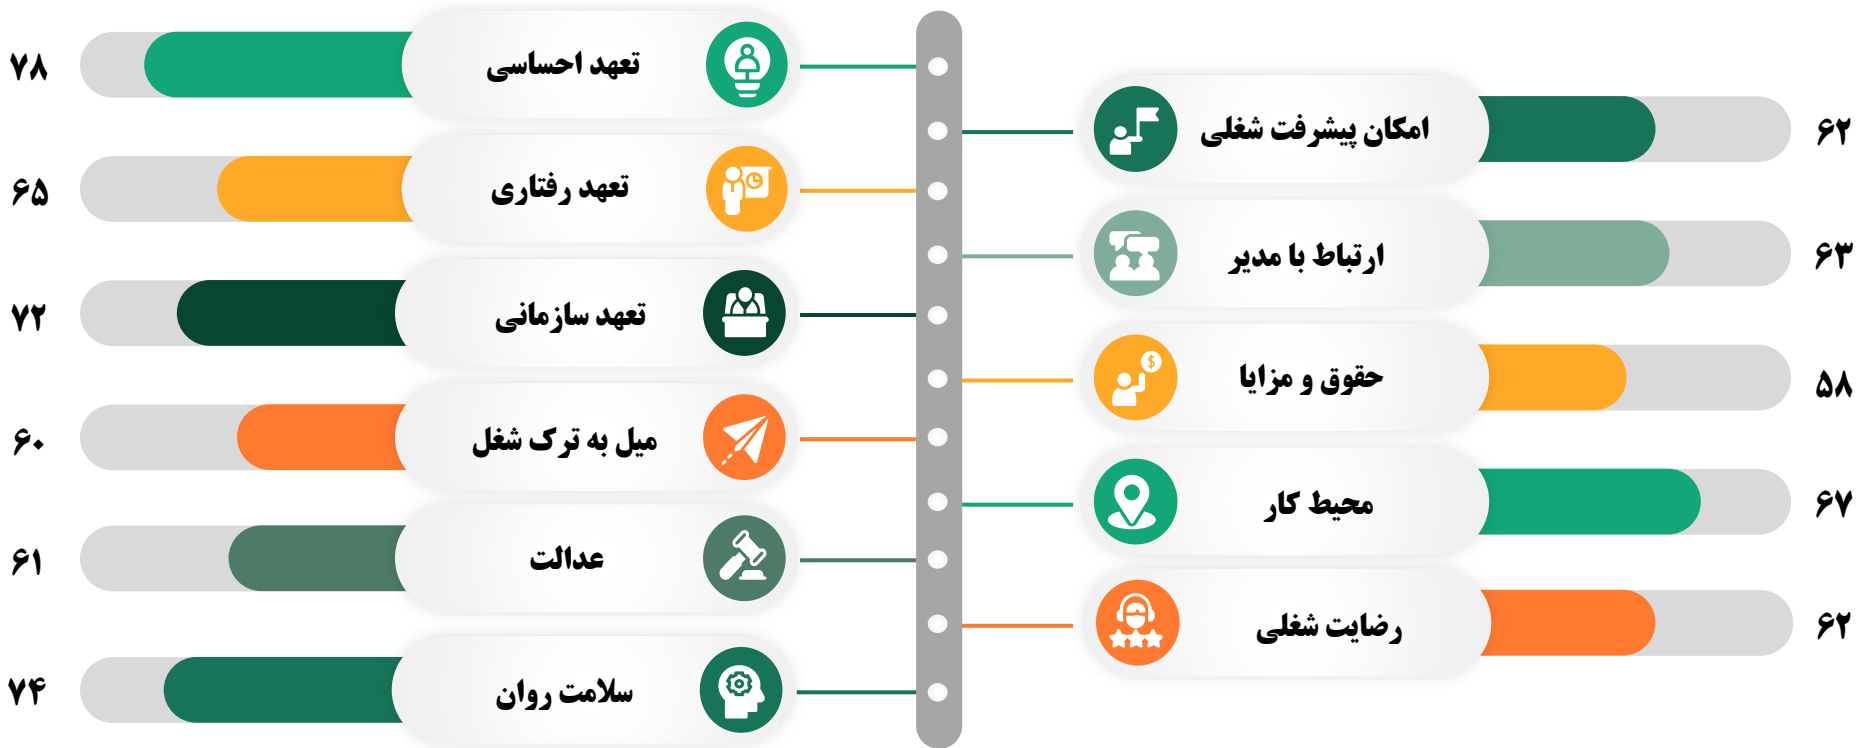 امکان پیشرفت شغلی
۶۲
ارتباط با مدیر
۶۳
حقوق و مزایا
۵۸
محیط کار
۶۷
رضایت شغلی
۶۲
تعهد احساسی
۷۸
تعهد رفتاری
۶۵
تعهد سازمانی
۷۲
میل به ترک شغل
۶۰
عدالت
۶۱
سلامت روان
۷۴